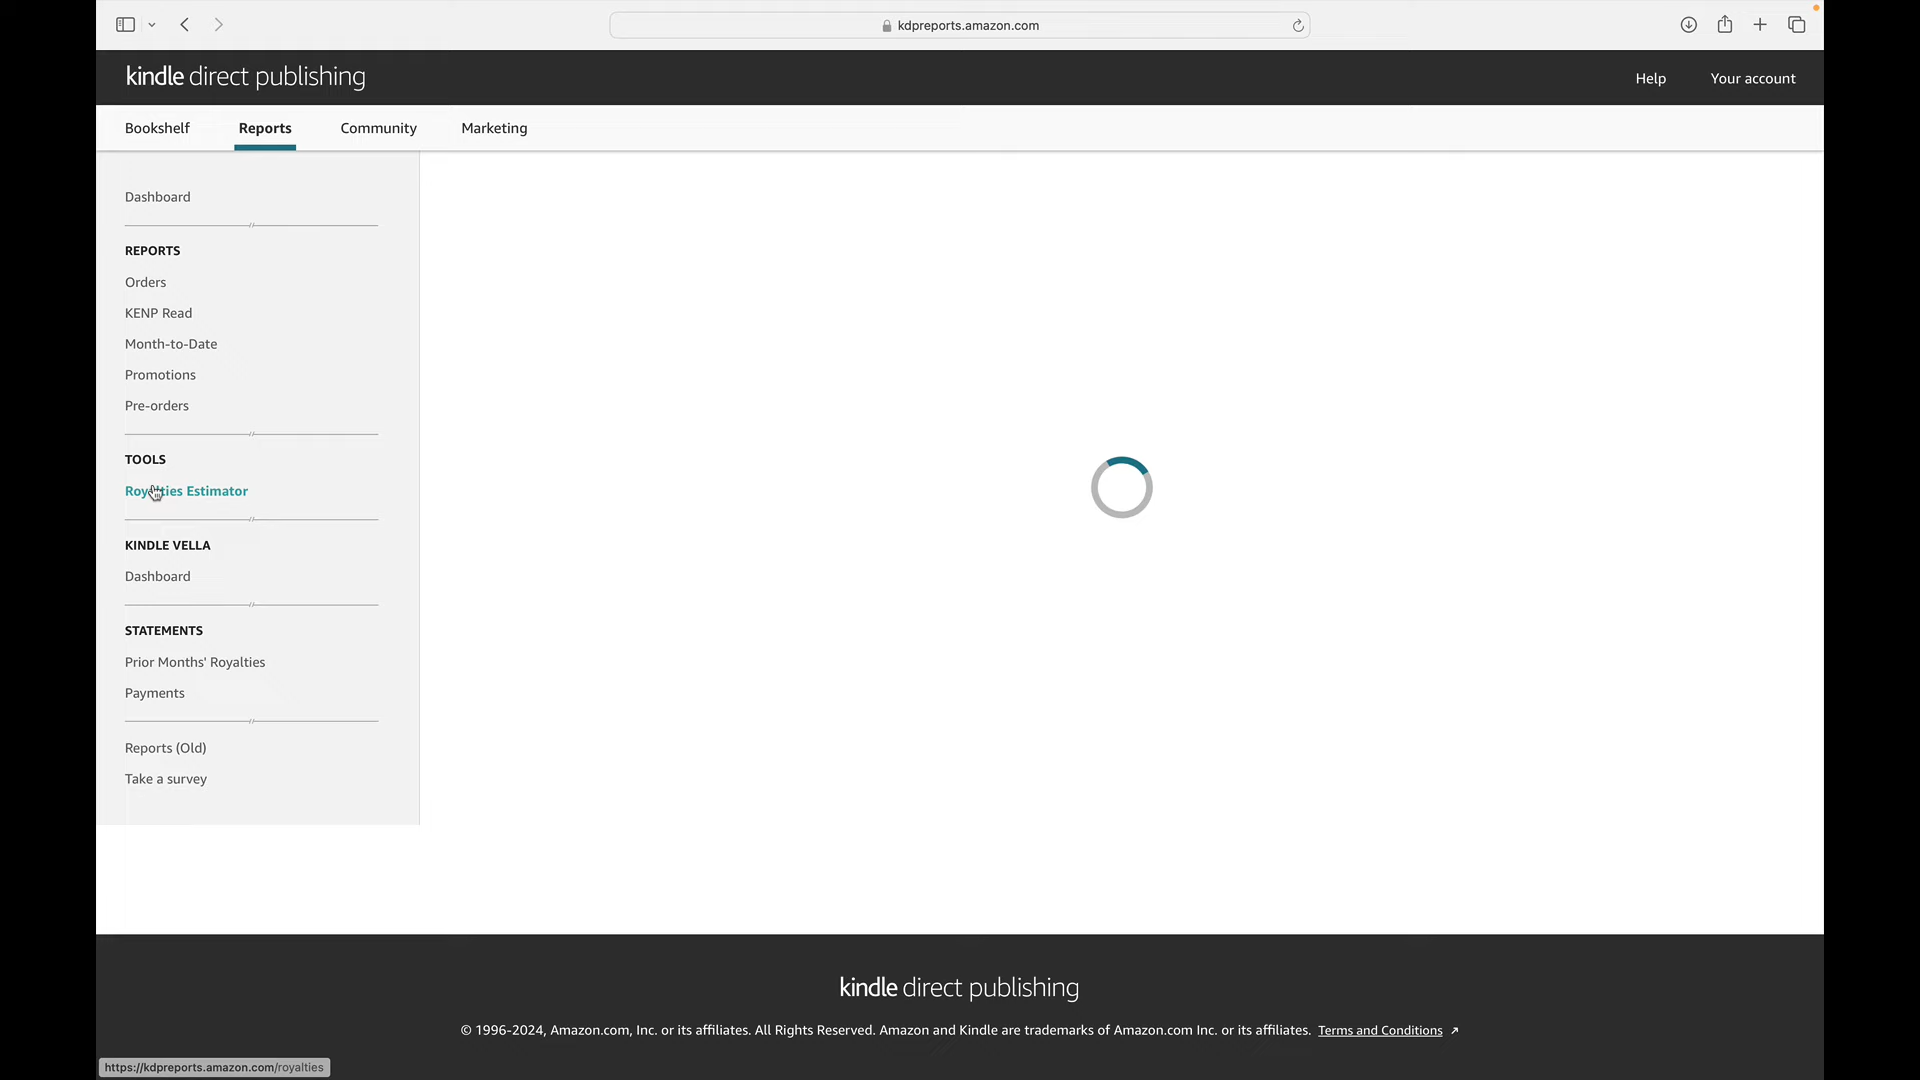 kdpreports.amazon.com
kindle direct publishing
Help
Your account
Bookshelf
Reports
Community
Marketing
Dashboard
REPORTS
Orders
KENP Read
Month-to-Date
Promotions
Pre-orders
TOOLS
Royalties Estimator
KINDLE VELLA
Dashboard
STATEMENTS
Prior Months' Royalties
Payments
Reports (Old)
Take a survey
kindle direct publishing
© 1996-2024, Amazon.com, Inc. or its affiliates. All Rights Reserved. Amazon and Kindle are trademarks of Amazon.com Inc. or its affiliates. Terms and Conditions
https://kdpreports.amazon.com/royalties